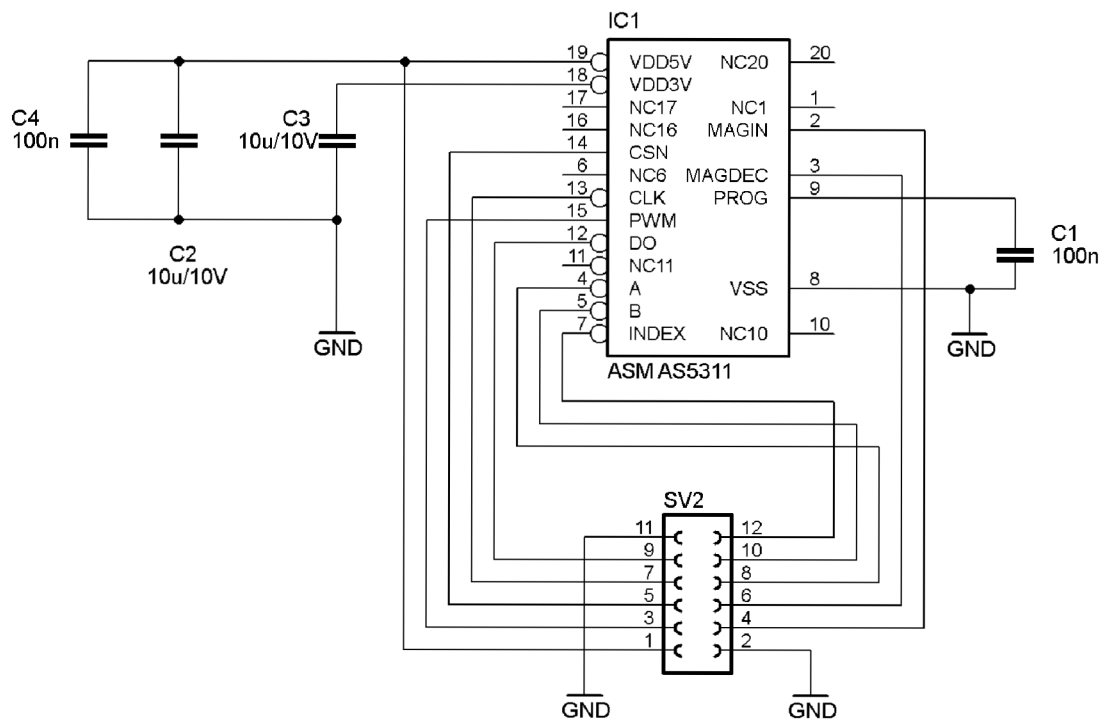 IC1
19 VDD5V NC20 20
18 VDD3V
17 NC17 NC1 1
16 NC16 MAGIN 2
14 CSN
6 NC6 MAGDEC 3
13 CLK PROG 9
15 PWM
12 DO
11 NC11
4 A VSS 8
5 B
7 INDEX NC10 10
ASM AS5311
C4
100n
C3
10u/10V
C2
10u/10V
GND
C1
100n
GND
SV2
11 12
9 10
7 8
5 6
3 4
1 2
GND
GND